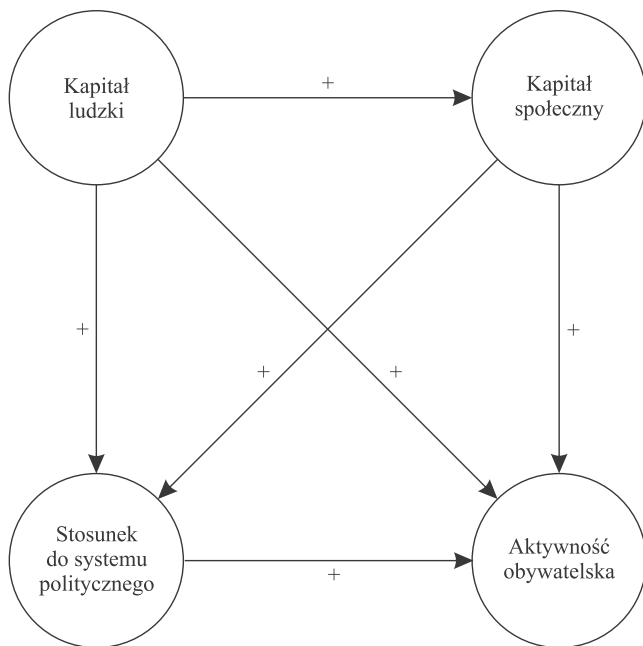 Kapitał
ludzki
+
Kapitał
społeczny
+
+
+
+
Stosunek
do systemu
politycznego
+
Aktywność
obywatelska